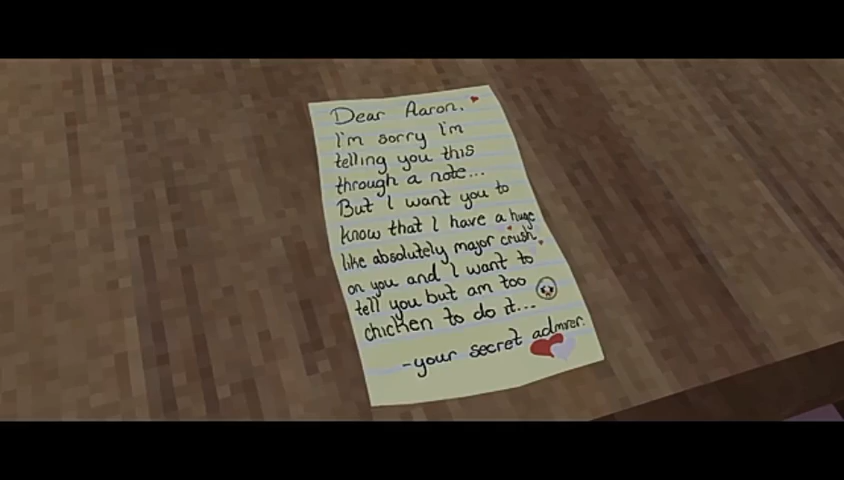 Dear Aaron.
I'm sorry I'm
telling you this
through a note...
But I want you to
know that I have a huge
like absolutely major crush
on you and I want to
tell you but am too
chicken to do it...
-your secret admirer.